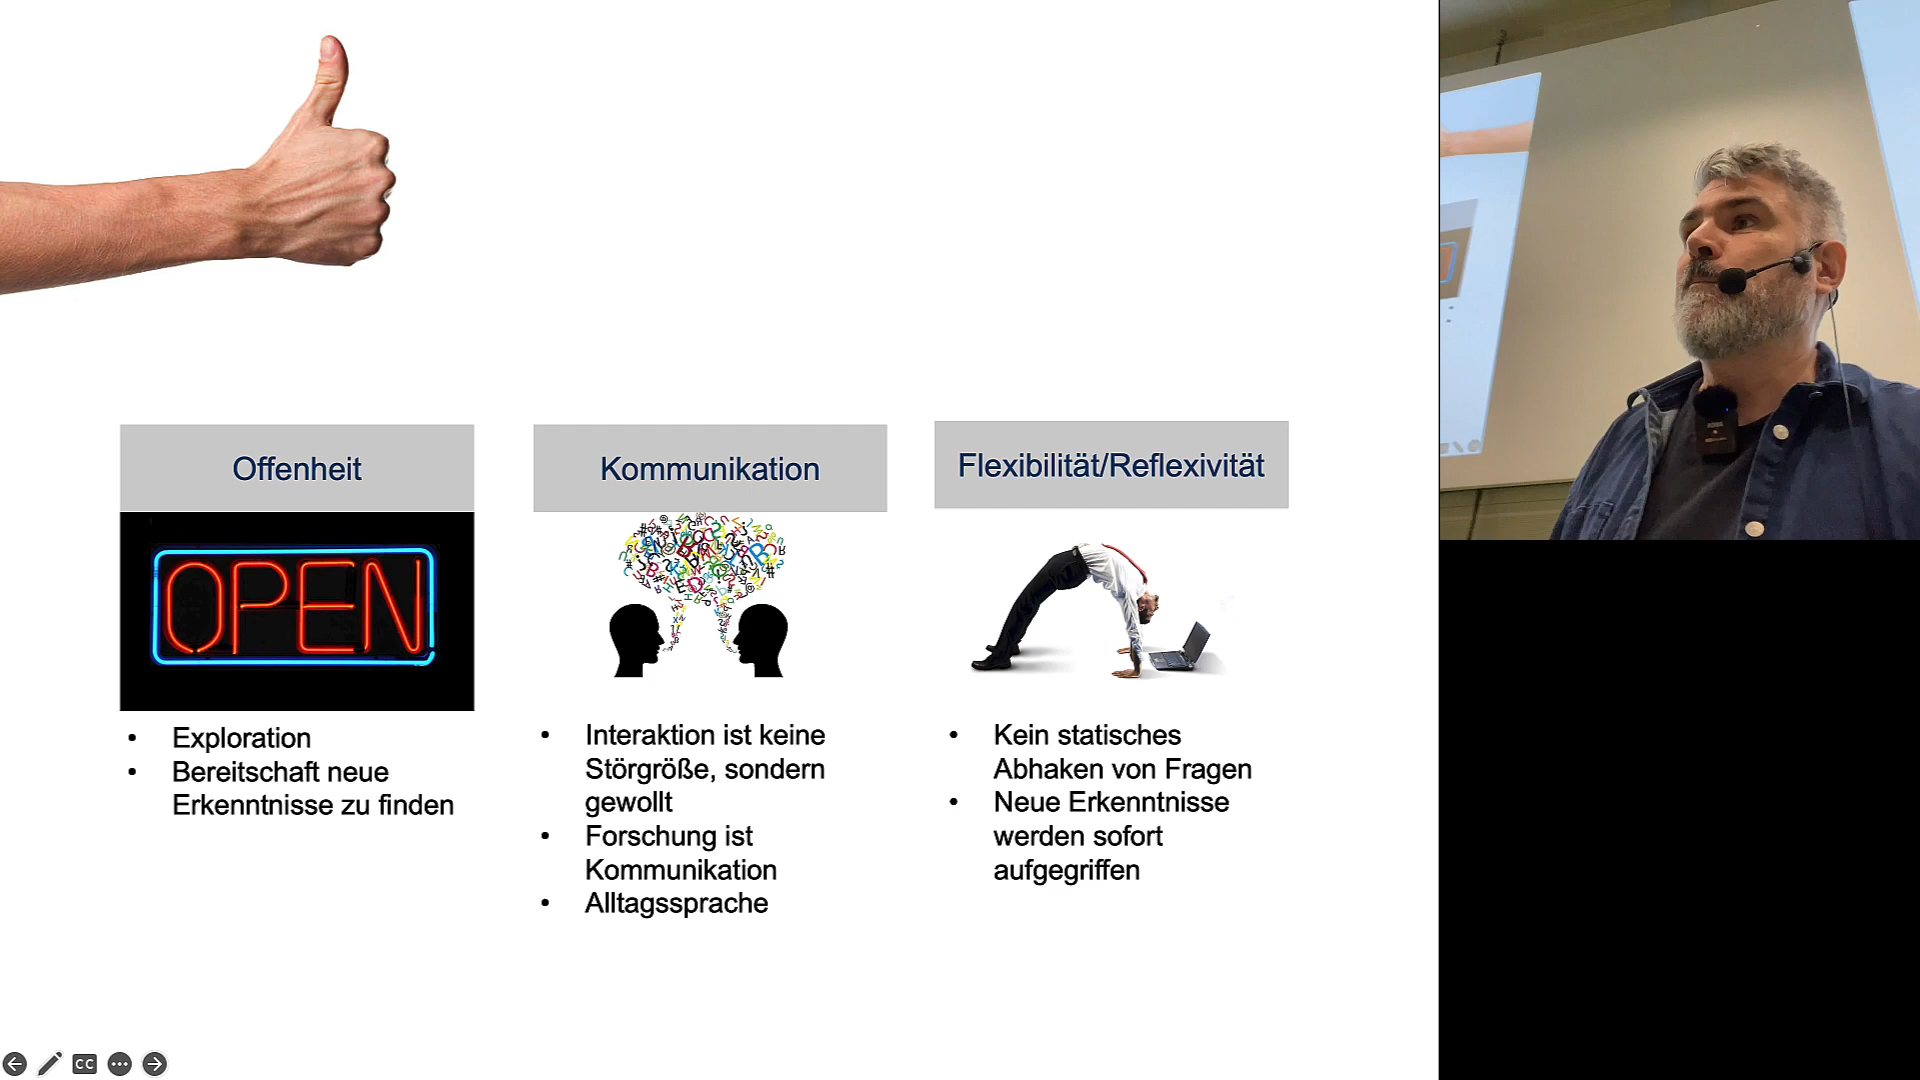 Offenheit
Kommunikation
Flexibilität/Reflexivität
OPEN
• Exploration
• Bereitschaft neue
Erkenntnisse zu finden
• Interaktion ist keine
Störgröße, sondern
gewollt
• Forschung ist
Kommunikation
• Alltagssprache
• Kein statisches
Abhaken von Fragen
• Neue Erkenntnisse
werden sofort
aufgegriffen
CC